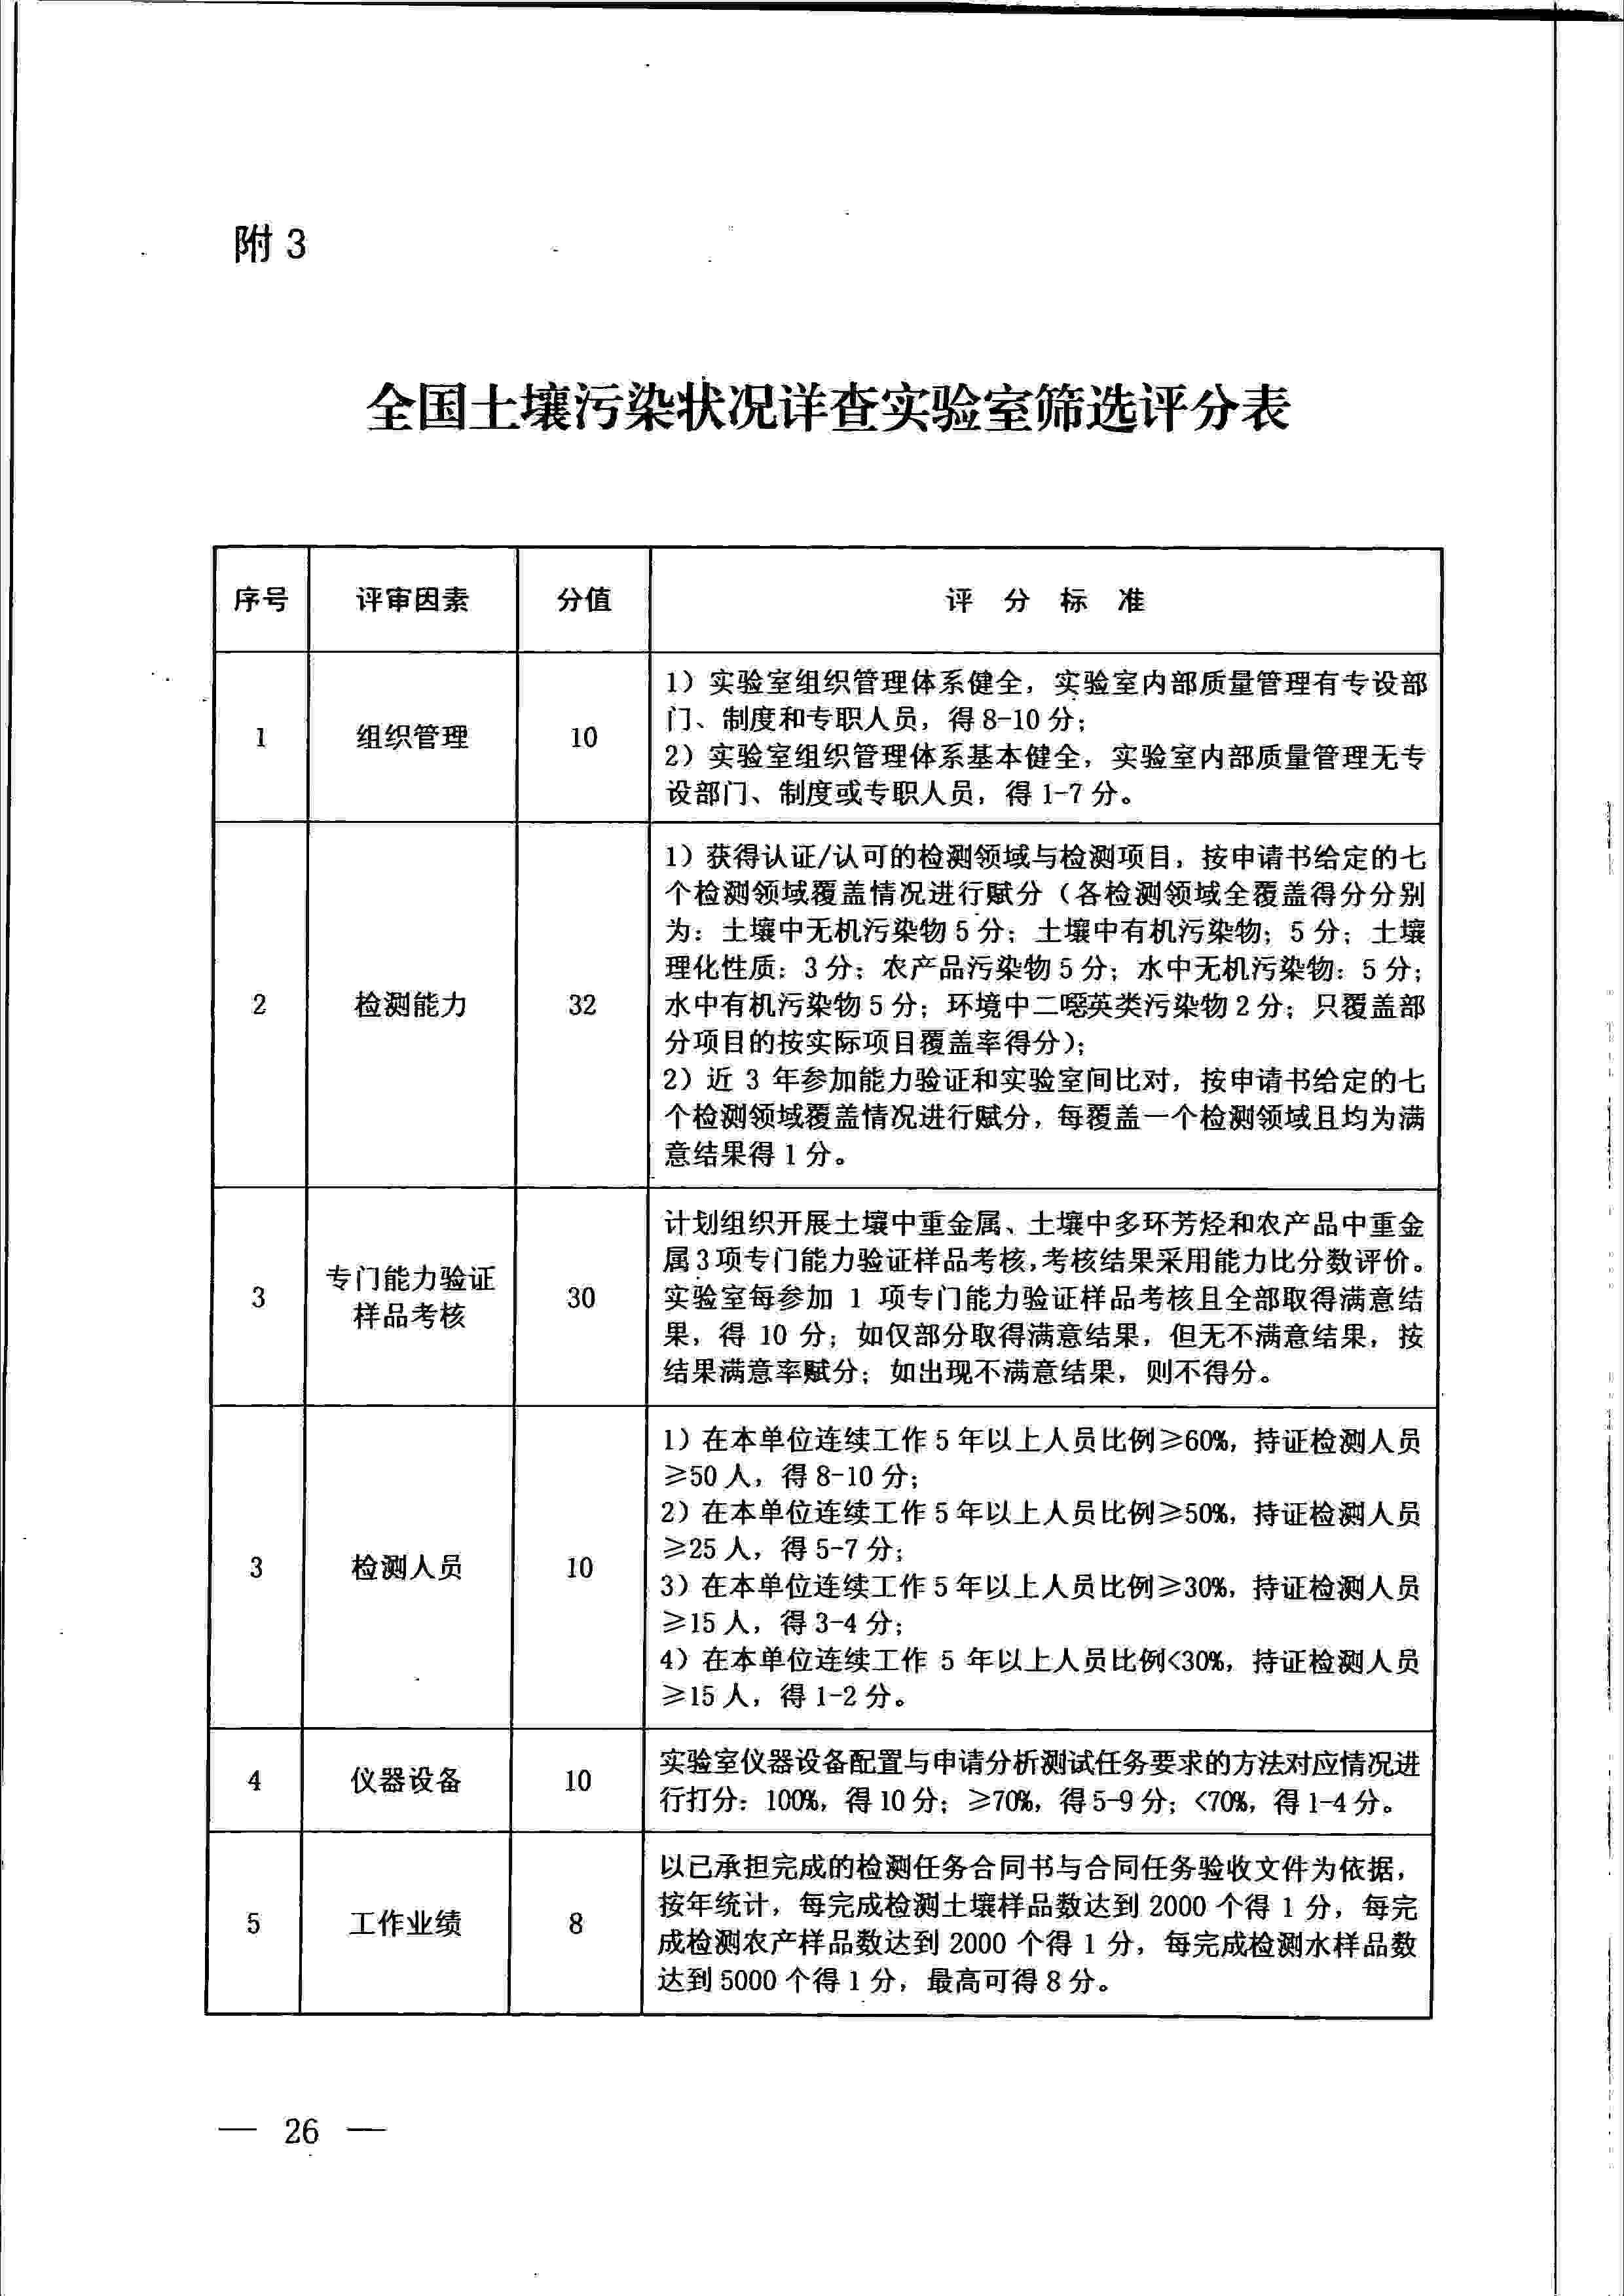 附 3
全国土壤污染状况详查实验室筛选评分表
序号 评审因素 分值 评 分 标 准
1 组织管理 10
1）实验室组织管理体系健全，实验室内部质量管理有专设部
门、制度和专职人员，得 8-10 分；
2）实验室组织管理体系基本健全，实验室内部质量管理无专
设部门、制度或专职人员，得 1-7 分。
2 检测能力 32
1）获得认证/认可的检测领域与检测项目，按申请书给定的七
个检测领域覆盖情况进行赋分（各检测领域全覆盖得分分别
为：土壤中无机污染物 5 分；土壤中有机污染物；5 分；土壤
理化性质：3 分；农产品污染物 5 分；水中无机污染物：5 分；
水中有机污染物 5 分；环境中二噁英类污染物 2 分；只覆盖部
分项目的按实际项目覆盖率得分）；
2）近 3 年参加能力验证和实验室间比对，按申请书给定的七
个检测领域覆盖情况进行赋分，每覆盖一个检测领域且均为满
意结果得 1 分。
3 专门能力验证
样品考核 30
计划组织开展土壤中重金属、土壤中多环芳烃和农产品中重金
属 3 项专门能力验证样品考核，考核结果采用能力比分数评价。
实验室每参加 1 项专门能力验证样品考核且全部取得满意结
果，得 10 分；如仅部分取得满意结果，但无不满意结果，按
结果满意率赋分；如出现不满意结果，则不得分。
3 检测人员 10
1）在本单位连续工作 5 年以上人员比例≥60%，持证检测人员
≥50 人，得 8-10 分；
2）在本单位连续工作 5 年以上人员比例≥50%，持证检测人员
≥25 人，得 5-7 分；
3）在本单位连续工作 5 年以上人员比例≥30%，持证检测人员
≥15 人，得 3-4 分；
4）在本单位连续工作 5 年以上人员比例<30%，持证检测人员
≥15 人，得 1-2 分。
4 仪器设备 10
实验室仪器设备配置与申请分析测试任务要求的方法对应情况进
行打分：100%，得 10 分；≥70%，得 5-9 分；<70%，得 1-4 分。
5 工作业绩 8
以已承担完成的检测任务合同书与合同任务验收文件为依据，
按年统计，每完成检测土壤样品数达到 2000 个得 1 分，每完
成检测农产样品数达到 2000 个得 1 分，每完成检测水样品数
达到 5000 个得 1 分，最高可得 8 分。
— 26 —